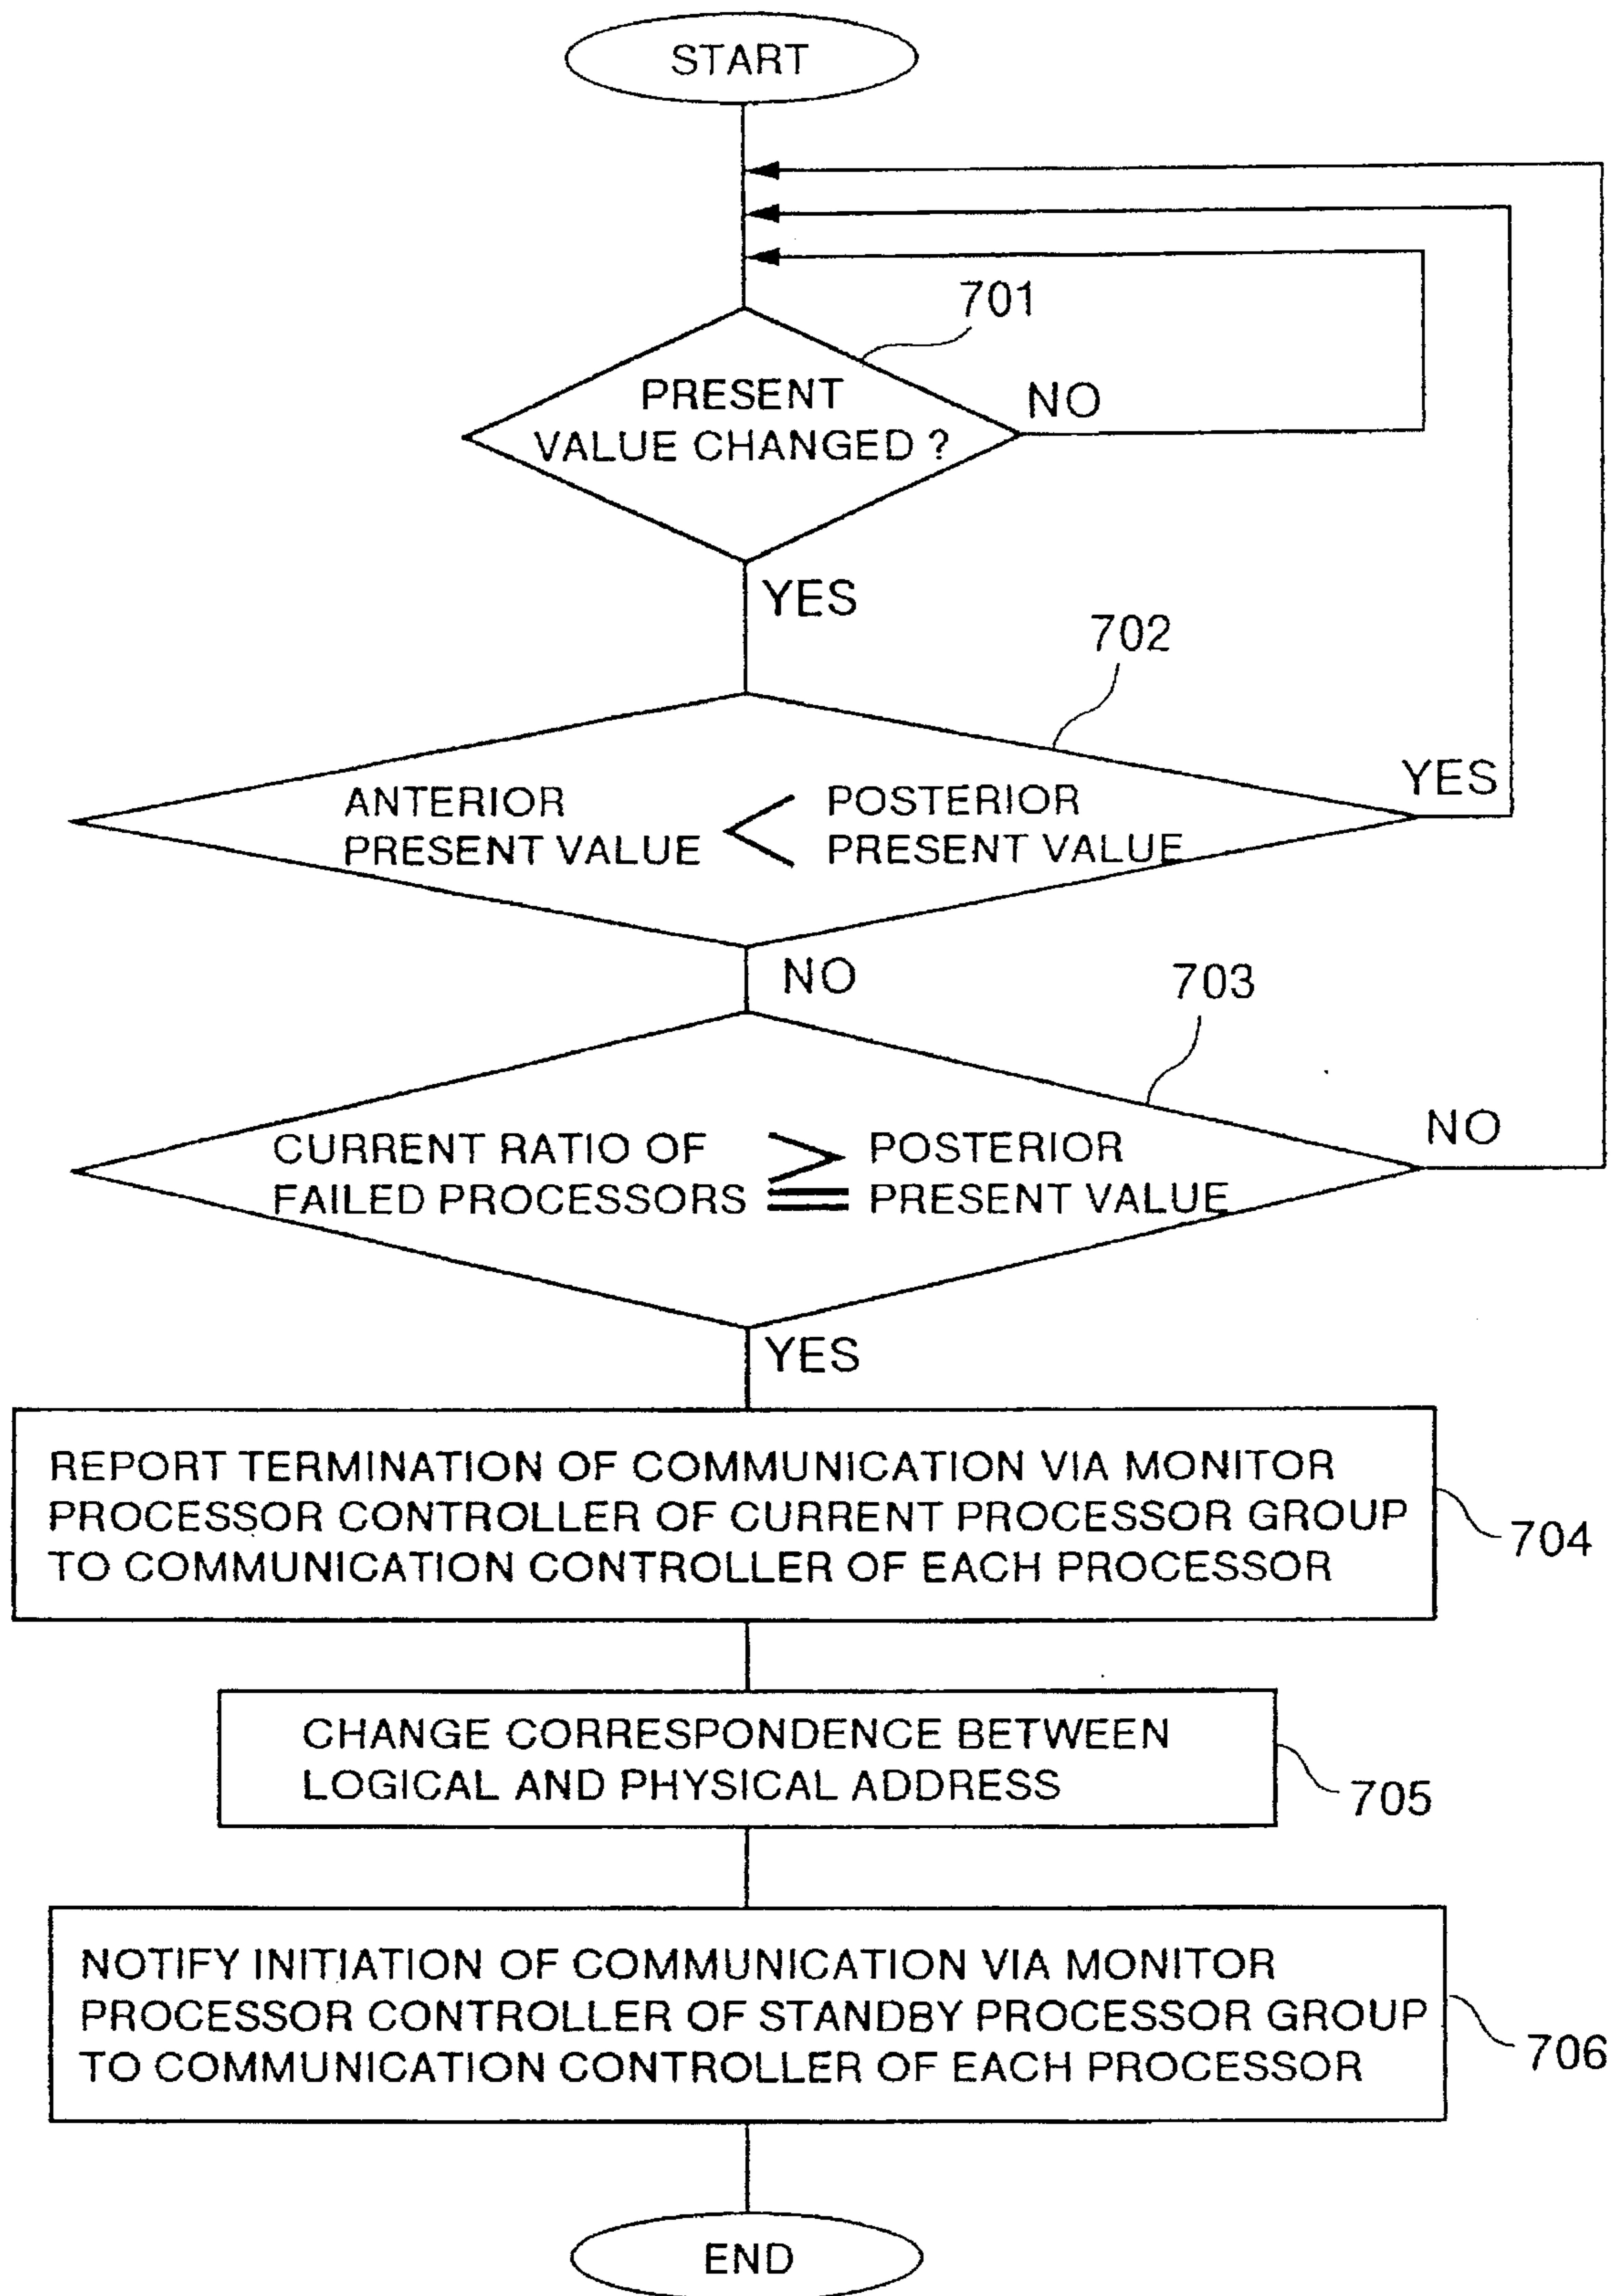 START
701
PRESENT
VALUE CHANGED ?
NO
YES
702
ANTERIOR
PRESENT VALUE
<
POSTERIOR
PRESENT VALUE
YES
NO
703
CURRENT RATIO OF
FAILED PROCESSORS
≧
POSTERIOR
PRESENT VALUE
NO
YES
REPORT TERMINATION OF COMMUNICATION VIA MONITOR
PROCESSOR CONTROLLER OF CURRENT PROCESSOR GROUP
TO COMMUNICATION CONTROLLER OF EACH PROCESSOR
704
CHANGE CORRESPONDENCE BETWEEN
LOGICAL AND PHYSICAL ADDRESS
705
NOTIFY INITIATION OF COMMUNICATION VIA MONITOR
PROCESSOR CONTROLLER OF STANDBY PROCESSOR GROUP
TO COMMUNICATION CONTROLLER OF EACH PROCESSOR
706
END